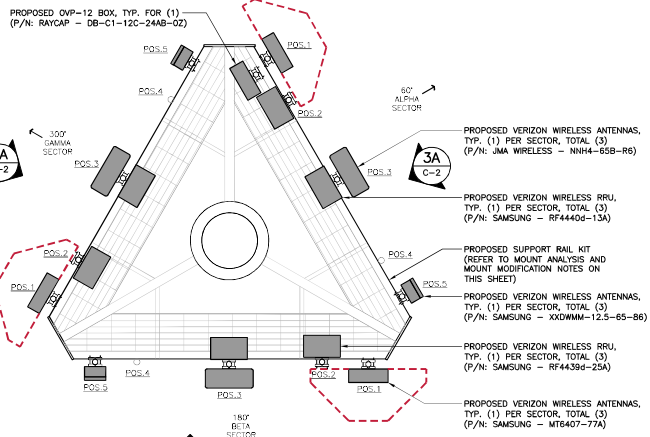 PROPOSED OVP-12 BOX, TYP. FOR (1)
(P/N: RAYCAP - DB-C1-12C-24AB-0Z)
POS.1
POS.5
POS.4
POS.2
60°
ALPHA
SECTOR
300°
GAMMA
SECTOR
POS.3
3A
C-2
POS.3
PROPOSED VERIZON WIRELESS ANTENNAS,
TYP. (1) PER SECTOR, TOTAL (3)
(P/N: JMA WIRELESS - NNH4-65B-R6)
PROPOSED VERIZON WIRELESS RRU,
TYP. (1) PER SECTOR, TOTAL (3)
(P/N: SAMSUNG - RF4440d-13A)
POS.2
POS.4
PROPOSED SUPPORT RAIL KIT
(REFER TO MOUNT ANALYSIS AND
MOUNT MODIFICATION NOTES ON
THIS SHEET)
POS.1
POS.5
PROPOSED VERIZON WIRELESS ANTENNAS,
TYP. (1) PER SECTOR, TOTAL (3)
(P/N: SAMSUNG - XXDWMM-12.5-65-86)
PROPOSED VERIZON WIRELESS RRU,
TYP. (1) PER SECTOR, TOTAL (3)
(P/N: SAMSUNG - RF4439d-25A)
POS.5
POS.4
POS.3
POS.2
POS.1
PROPOSED VERIZON WIRELESS ANTENNAS,
TYP. (1) PER SECTOR, TOTAL (3)
(P/N: SAMSUNG - MT6407-77A)
180°
BETA
SECTOR